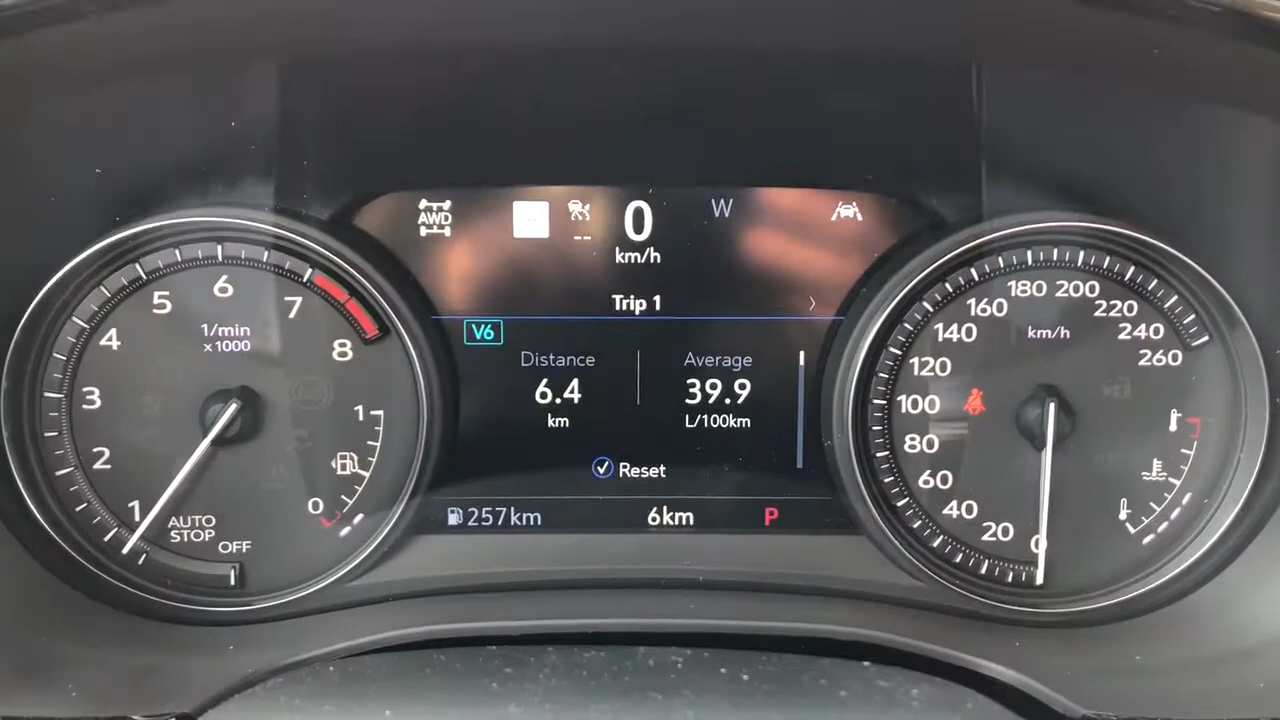 AWD
--
0
W
km/h
Trip 1
V6
Distance
6.4
km
Average
39.9
L/100km
Reset
257km
6km
P
1
2
3
4
5
6
7
8
1/min
x1000
AUTO
STOP
OFF
1
0
0
20
40
60
80
100
120
140
160
180
200
220
240
260
km/h